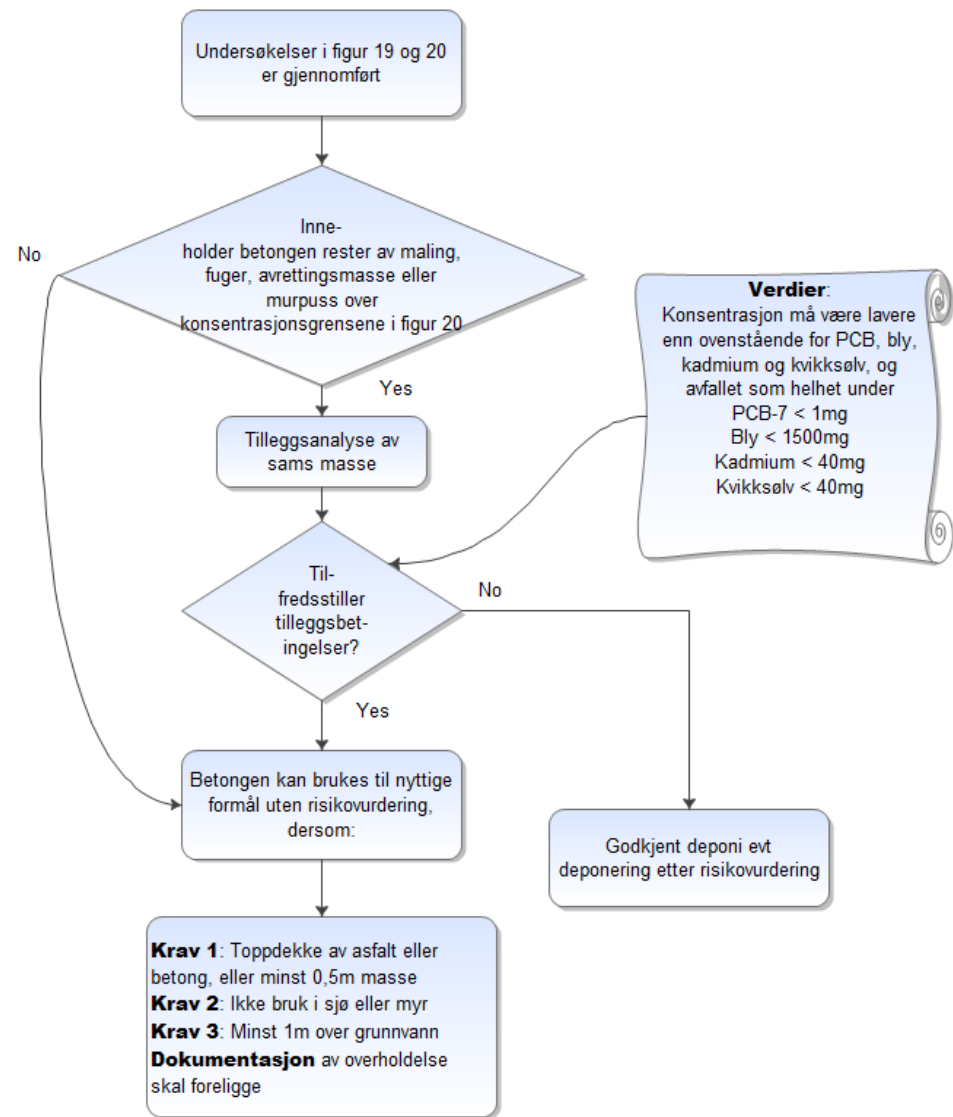 Undersøkelser i figur 19 og 20
er gjennomført
Inne-
holder betongen rester av maling,
fuger, avrettingsmasse eller
murpuss over
konsentrasjonsgrensene i figur 20
No
Yes
Verdier:
Konsentrasjon må være lavere
enn ovenstående for PCB, bly,
kadmium og kvikksølv, og
avfallet som helhet under
PCB-7 < 1mg
Bly < 1500mg
Kadmium < 40mg
Kvikksølv < 40mg
Tilleggsanalyse av
sams masse
Til-
fredsstiller
tilleggsbet-
ingelser?
No
Yes
Betongen kan brukes til nyttige
formål uten risikovurdering,
dersom:
Godkjent deponi evt
deponering etter risikovurdering
Krav 1: Toppdekke av asfalt eller
betong, eller minst 0,5m masse
Krav 2: Ikke bruk i sjø eller myr
Krav 3: Minst 1m over grunnvann
Dokumentasjon av overholdelse
skal foreligge